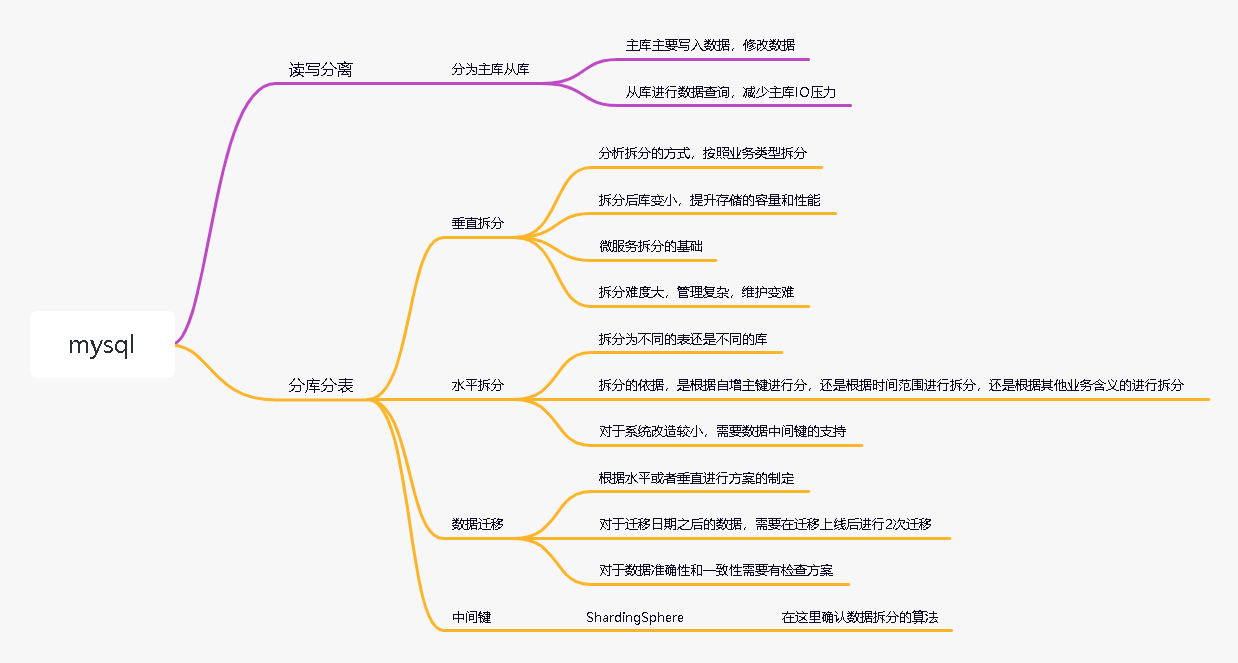 主库主要写入数据，修改数据
读写分离
分为主库从库
从库进行数据查询，减少主库IO压力
分析拆分的方式，按照业务类型拆分
拆分后库变小，提升存储的容量和性能
垂直拆分
微服务拆分的基础
拆分难度大，管理复杂，维护变难
mysql
拆分为不同的表还是不同的库
分库分表
水平拆分
拆分的依据，是根据自增主键进行分，还是根据时间范围进行拆分，还是根据其他业务含义的进行拆分
对于系统改造较小，需要数据中间键的支持
根据水平或者垂直进行方案的制定
数据迁移
对于迁移日期之后的数据，需要在迁移上线后进行2次迁移
对于数据准确性和一致性需要有检查方案
中间键
ShardingSphere
在这里确认数据拆分的算法